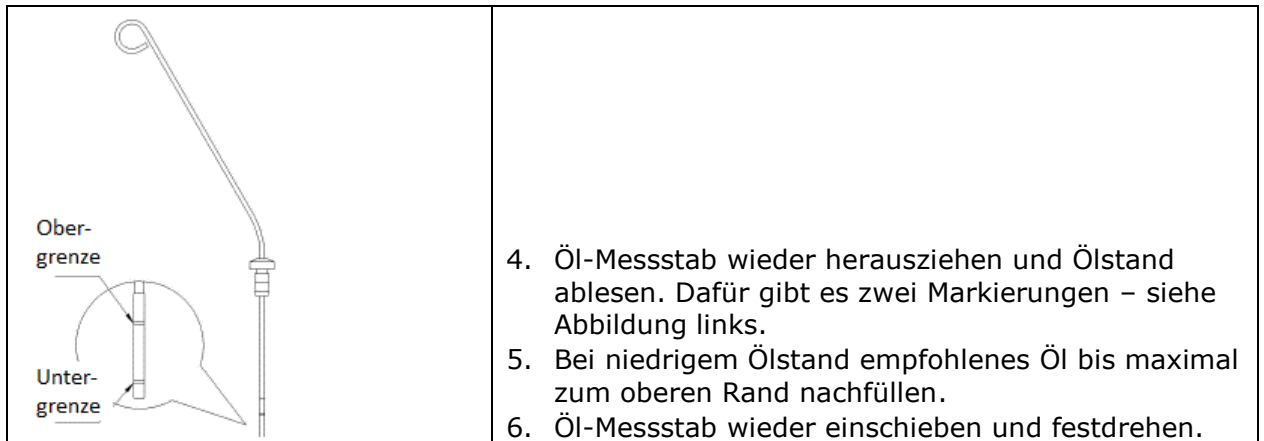 Ober-
grenze
Unter-
grenze
4. Öl-Messstab wieder herausziehen und Ölstand
ablesen. Dafür gibt es zwei Markierungen – siehe
Abbildung links.
5. Bei niedrigem Ölstand empfohlenes Öl bis maximal
zum oberen Rand nachfüllen.
6. Öl-Messstab wieder einschieben und festdrehen.